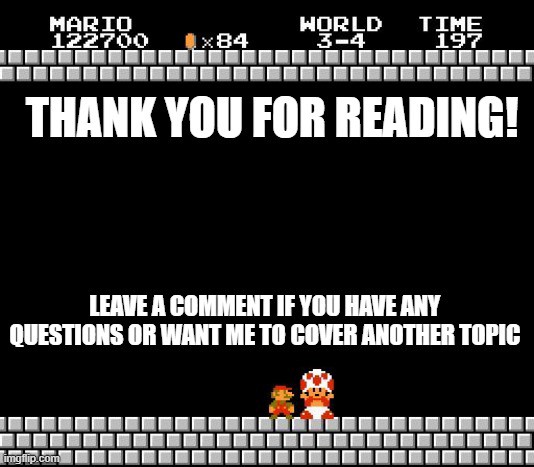 MARIO WORLD TIME
122700 ×84 3-4 197
THANK YOU FOR READING!
LEAVE A COMMENT IF YOU HAVE ANY
QUESTIONS OR WANT ME TO COVER ANOTHER TOPIC
imgflip.com